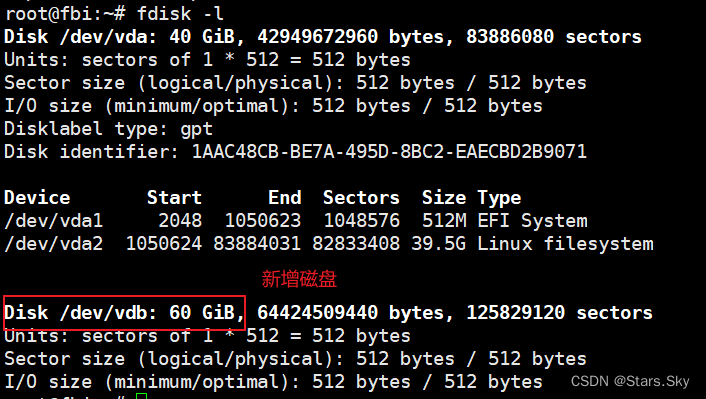 root@fbi:~# fdisk -l
Disk /dev/vda: 40 GiB, 42949672960 bytes, 83886080 sectors
Units: sectors of 1 * 512 = 512 bytes
Sector size (logical/physical): 512 bytes / 512 bytes
I/O size (minimum/optimal): 512 bytes / 512 bytes
Disklabel type: gpt
Disk identifier: 1AAC48CB-BE7A-495D-8BC2-EAECBD2B9071
Device Start End Sectors Size Type
/dev/vda1 2048 1050623 1048576 512M EFI System
/dev/vda2 1050624 83884031 82833408 39.5G Linux filesystem
新增磁盘
Disk /dev/vdb: 60 GiB, 64424509440 bytes, 125829120 sectors
Units: sectors of 1 * 512 = 512 bytes
Sector size (logical/physical): 512 bytes / 512 bytes
I/O size (minimum/optimal): 512 bytes / 512 bytes
CSDN @Stars.Sky